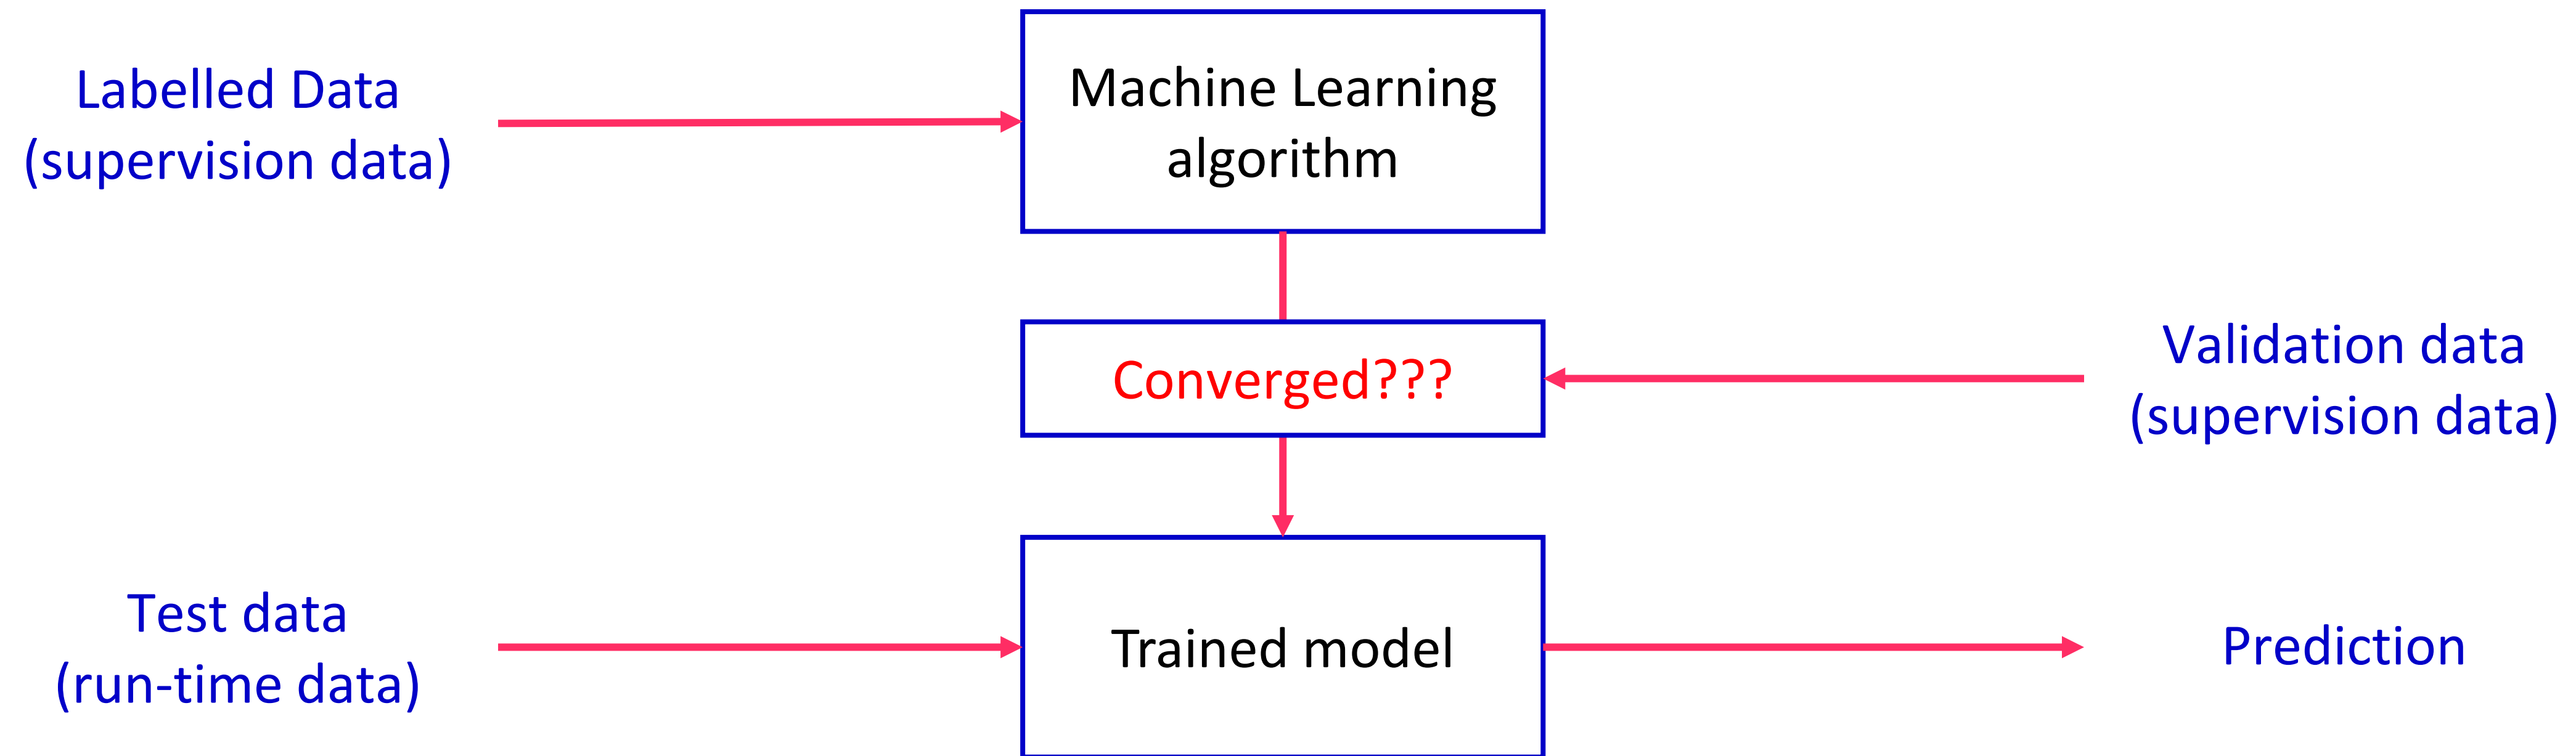 Labelled Data
(supervision data)
Machine Learning
algorithm
Converged???
Validation data
(supervision data)
Test data
(run-time data)
Trained model
Prediction